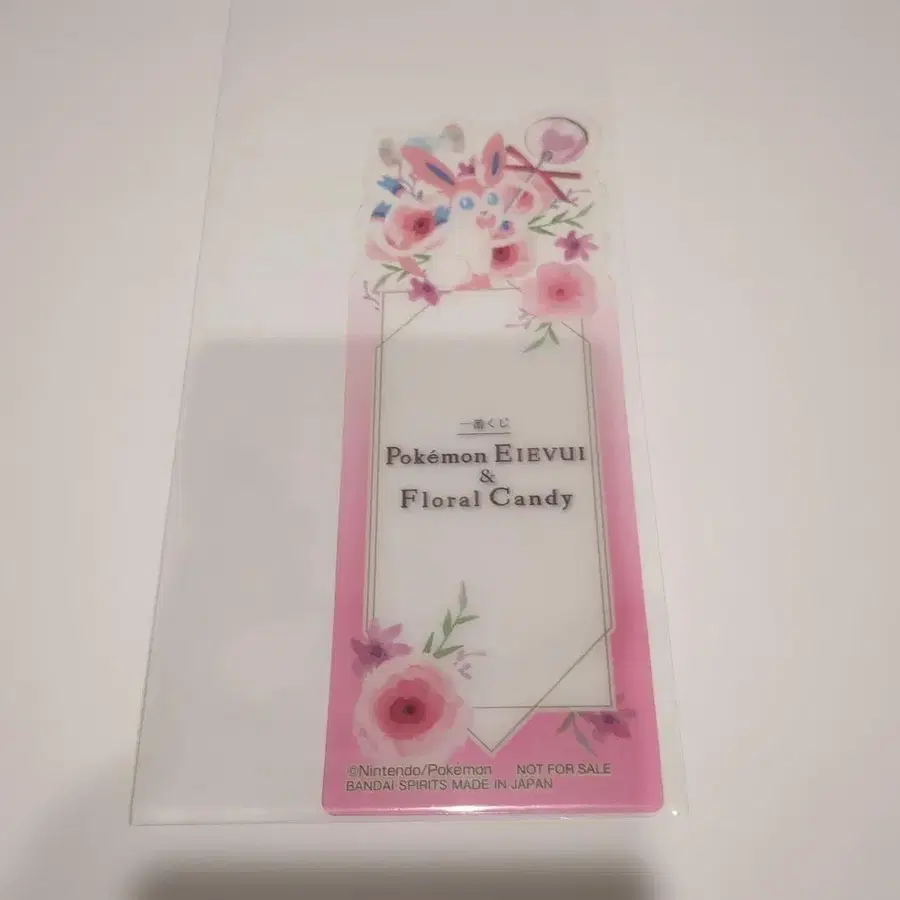 一番くじ
Pokémon EIEVUI
&
Floral Candy
©Nintendo/Pokémon NOT FOR SALE
BANDAI SPIRITS MADE IN JAPAN